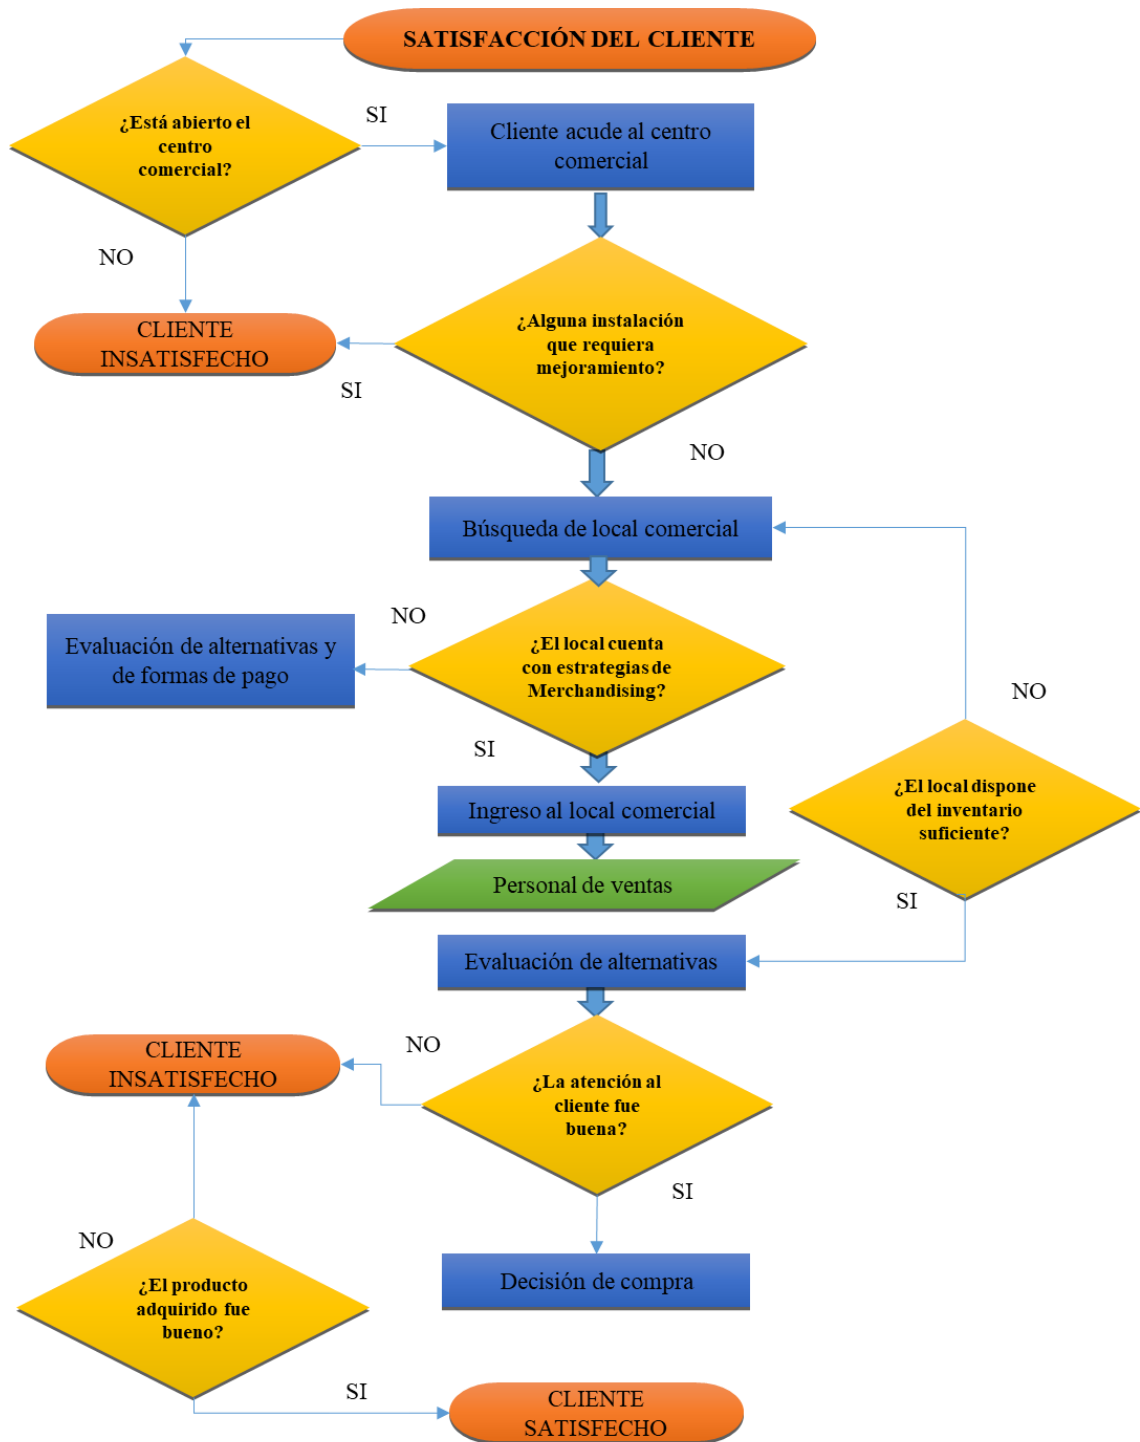 SATISFACCIÓN DEL CLIENTE
¿Está abierto el
centro
comercial?
SI
Cliente acude al centro
comercial
NO
CLIENTE
INSATISFECHO
¿Alguna instalación
que requiera
mejoramiento?
SI
NO
Búsqueda de local comercial
NO
Evaluación de alternativas y
de formas de pago
¿El local cuenta
con estrategias de
Merchandising?
NO
SI
¿El local dispone
del inventario
suficiente?
Ingreso al local comercial
Personal de ventas
SI
Evaluación de alternativas
NO
CLIENTE
INSATISFECHO
¿La atención al
cliente fue
buena?
SI
NO
¿El producto
adquirido fue
bueno?
Decisión de compra
SI
CLIENTE
SATISFECHO